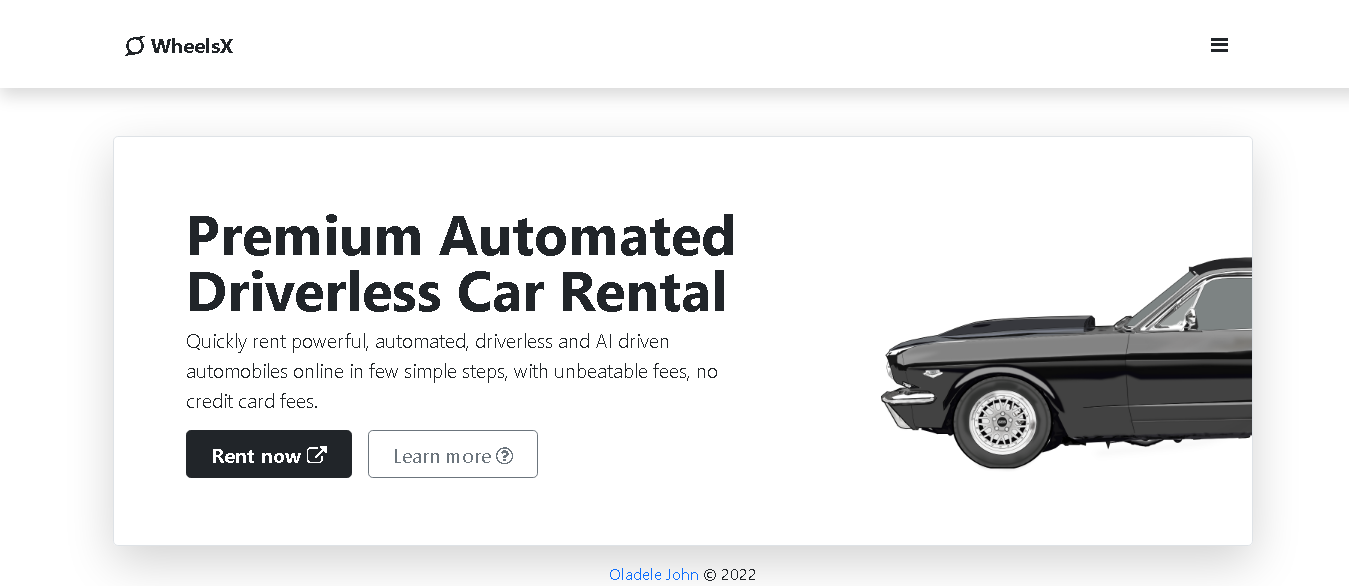 WheelsX
Premium Automated
Driverless Car Rental
Quickly rent powerful, automated, driverless and AI driven
automobiles online in few simple steps, with unbeatable fees, no
credit card fees.
Rent now
Learn more
Oladele John © 2022